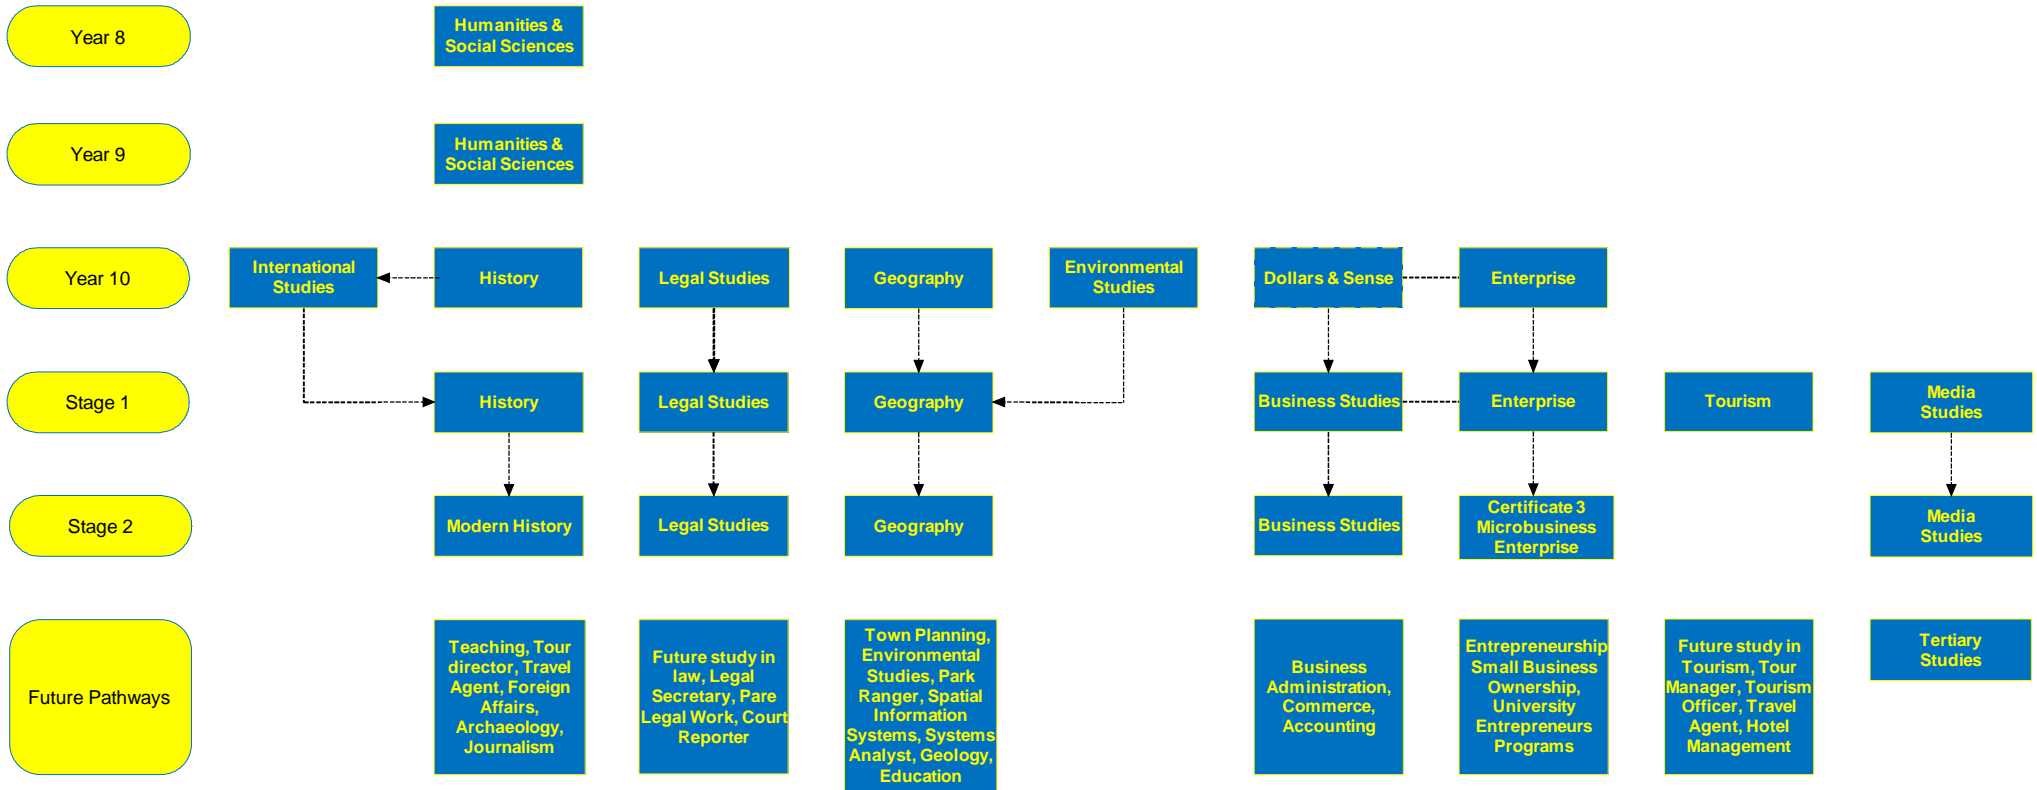 Year 8
Humanities &
Social Sciences
Year 9
Humanities &
Social Sciences
Year 10
International
Studies
History
Legal Studies
Geography
Environmental
Studies
Dollars & Sense
Enterprise
Stage 1
History
Legal Studies
Geography
Business Studies
Enterprise
Tourism
Media
Studies
Stage 2
Modern History
Legal Studies
Geography
Business Studies
Certificate 3
Microbusiness
Enterprise
Media
Studies
Future Pathways
Teaching, Tour
director, Travel
Agent, Foreign
Affairs,
Archaeology,
Journalism
Future study in
law, Legal
Secretary, Pare
Legal Work, Court
Reporter
Town Planning,
Environmental
Studies, Park
Ranger, Spatial
Information
Systems, Systems
Analyst, Geology,
Education
Business
Administration,
Commerce,
Accounting
Entrepreneurship
Small Business
Ownership,
University
Entrepreneurs
Programs
Future study in
Tourism, Tour
Manager, Tourism
Officer, Travel
Agent, Hotel
Management
Tertiary
Studies